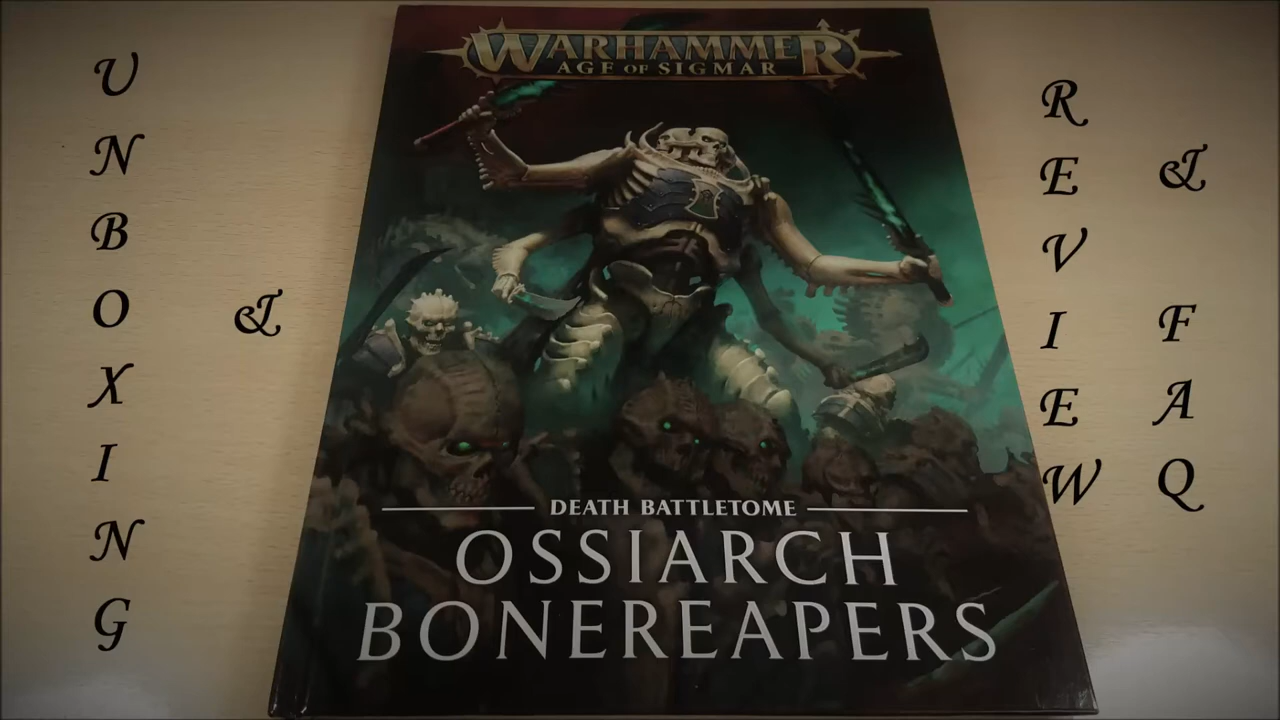 UNBOXING
&
WARHAMMER
AGE OF SIGMAR
DEATH BATTLETOME
OSSIARCH
BONEREAPERS
REVIEW
&
FAQ